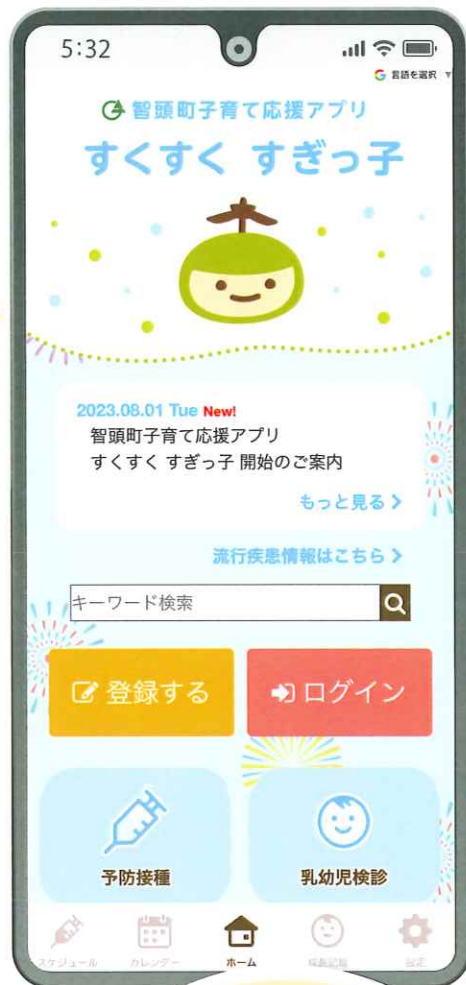 5:32
言語を選択
智頭町子育て応援アプリ
すくすく すぎっ子
2023.08.01 Tue New!
智頭町子育て応援アプリ
すくすく すぎっ子 開始のご案内
もっと見る
流行疾患情報はこちら
キーワード検索
登録する
ログイン
予防接種
乳幼児検診
スケジュール
カレンダー
ホーム
成長記録
設定